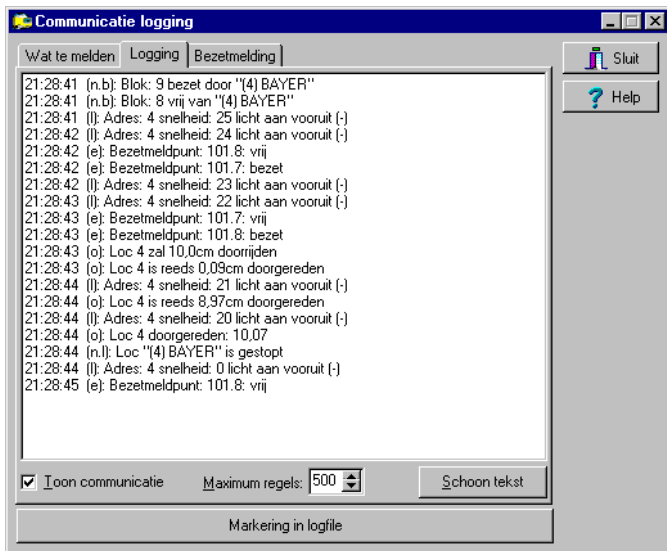 Communicatie logging
Wat te melden Logging Bezetmelding
Sluit
Help
21:28:41 (n.b): Blok: 9 bezet door "(4) BAYER"
21:28:41 (n.b): Blok: 8 vrij van "(4) BAYER"
21:28:41 (l): Adres: 4 snelheid: 25 licht aan vooruit (-)
21:28:42 (l): Adres: 4 snelheid: 24 licht aan vooruit (-)
21:28:42 (e): Bezetmeldpunt: 101.8: vrij
21:28:42 (e): Bezetmeldpunt: 101.7: bezet
21:28:42 (l): Adres: 4 snelheid: 23 licht aan vooruit (-)
21:28:43 (l): Adres: 4 snelheid: 22 licht aan vooruit (-)
21:28:43 (e): Bezetmeldpunt: 101.7: vrij
21:28:43 (e): Bezetmeldpunt: 101.8: bezet
21:28:43 (o): Loc 4 zal 10,0cm doorrijden
21:28:43 (o): Loc 4 is reeds 0,09cm doorgereden
21:28:44 (l): Adres: 4 snelheid: 21 licht aan vooruit (-)
21:28:44 (o): Loc 4 is reeds 8,97cm doorgereden
21:28:44 (l): Adres: 4 snelheid: 20 licht aan vooruit (-)
21:28:44 (o): Loc 4 doorgereden: 10,07
21:28:44 (n.l): Loc "(4) BAYER" is gestopt
21:28:44 (l): Adres: 4 snelheid: 0 licht aan vooruit (-)
21:28:45 (e): Bezetmeldpunt: 101.8: vrij
Toon communicatie Maximum regels: 500 Schoon tekst
Markering in logfile